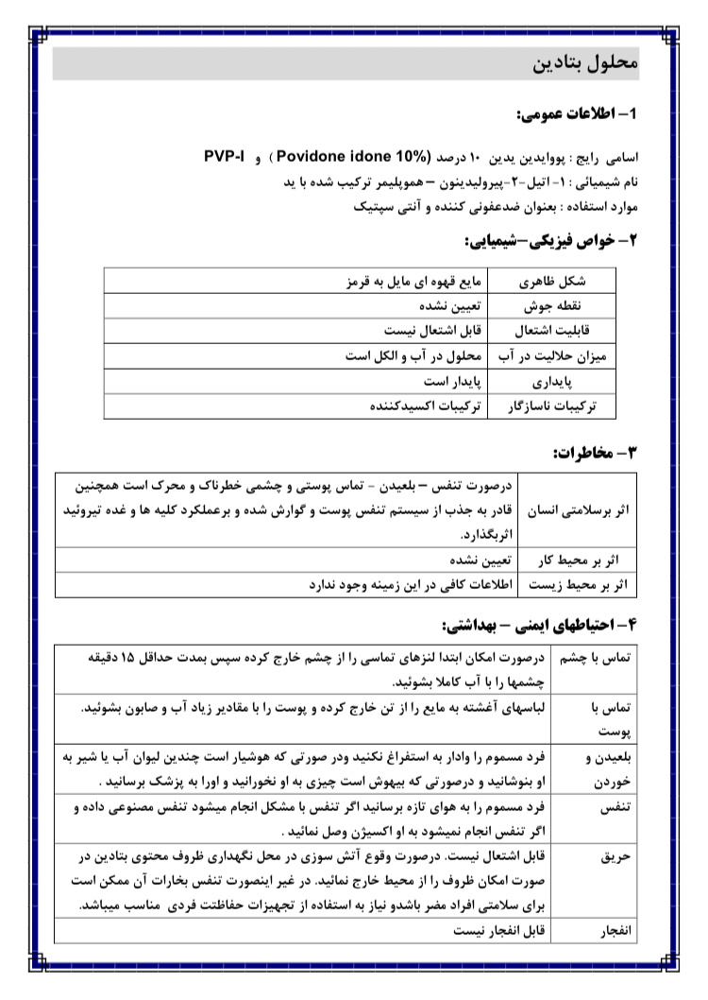 محلول بتادین
1- اطلاعات عمومی:
اسامی رایج : پووایدین یدین ۱۰ درصد (Povidone idone 10% ) و PVP-I
نام شیمیائی : ۱- اتیل-۲-پیرولیدینون – هموپلیمر ترکیب شده با ید
موارد استفاده : بعنوان ضدعفونی کننده و آنتی سپتیک
۲- خواص فیزیکی–شیمیایی:
شکل ظاهری مایع قهوه ای مایل به قرمز
نقطه جوش تعیین نشده
قابلیت اشتعال قابل اشتعال نیست
میزان حلالیت در آب محلول در آب و الکل است
پایداری پایدار است
ترکیبات ناسازگار ترکیبات اکسیدکننده
۳- مخاطرات:
اثر برسلامتی انسان درصورت تنفس – بلعیدن - تماس پوستی و چشمی خطرناک و محرک است همچنین
قادر به جذب از سیستم تنفس پوست و گوارش شده و برعملکرد کلیه ها و غده تیروئید
اثربگذارد.
اثر بر محیط کار تعیین نشده
اثر بر محیط زیست اطلاعات کافی در این زمینه وجود ندارد
۴- احتیاطهای ایمنی – بهداشتی:
تماس با چشم درصورت امکان ابتدا لنزهای تماسی را از چشم خارج کرده سپس بمدت حداقل ۱۵ دقیقه
چشمها را با آب کاملا بشوئید.
تماس با لباسهای آغشته به مایع را از تن خارج کرده و پوست را با مقادیر زیاد آب و صابون بشوئید.
پوست
بلعیدن و فرد مسموم را وادار به استفراغ نکنید ودر صورتی که هوشیار است چندین لیوان آب یا شیر به
خوردن او بنوشانید و درصورتی که بیهوش است چیزی به او نخورانید و اورا به پزشک برسانید .
تنفس فرد مسموم را به هوای تازه برسانید اگر تنفس با مشکل انجام میشود تنفس مصنوعی داده و
اگر تنفس انجام نمیشود به او اکسیژن وصل نمائید .
حریق قابل اشتعال نیست. درصورت وقوع آتش سوزی در محل نگهداری ظروف محتوی بتادین در
صورت امکان ظروف را از محیط خارج نمائید. در غیر اینصورت تنفس بخارات آن ممکن است
برای سلامتی افراد مضر باشدو نیاز به استفاده از تجهیزات حفاظتت فردی مناسب میباشد.
انفجار قابل انفجار نیست